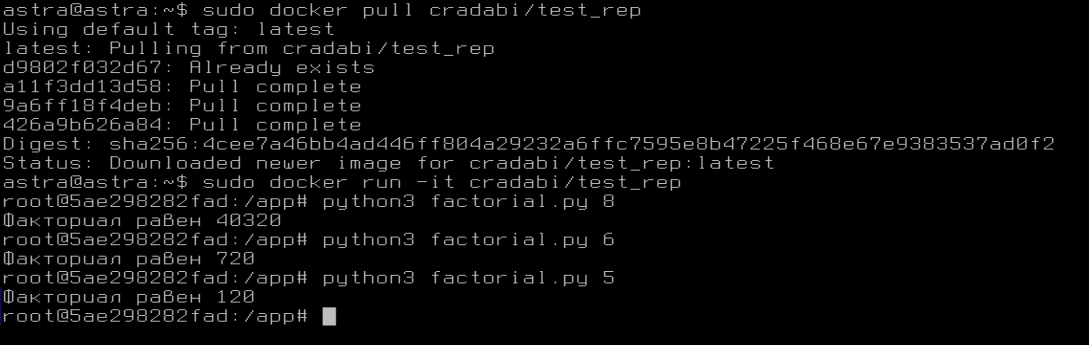 astra@astra:~$ sudo docker pull cradabi/test_rep
Using default tag: latest
latest: Pulling from cradabi/test_rep
d9802f032d67: Already exists
a11f3dd13d58: Pull complete
9a6ff18f4deb: Pull complete
426a9b626a84: Pull complete
Digest: sha256:4cee7a46bb4ad446ff804a29232a6ffc7595e8b47225f468e67e9383537ad0f2
Status: Downloaded newer image for cradabi/test_rep:latest
astra@astra:~$ sudo docker run -it cradabi/test_rep
root@5ae298282fad:/app# python3 factorial.py 8
Факториал равен 40320
root@5ae298282fad:/app# python3 factorial.py 6
Факториал равен 720
root@5ae298282fad:/app# python3 factorial.py 5
Факториал равен 120
root@5ae298282fad:/app#